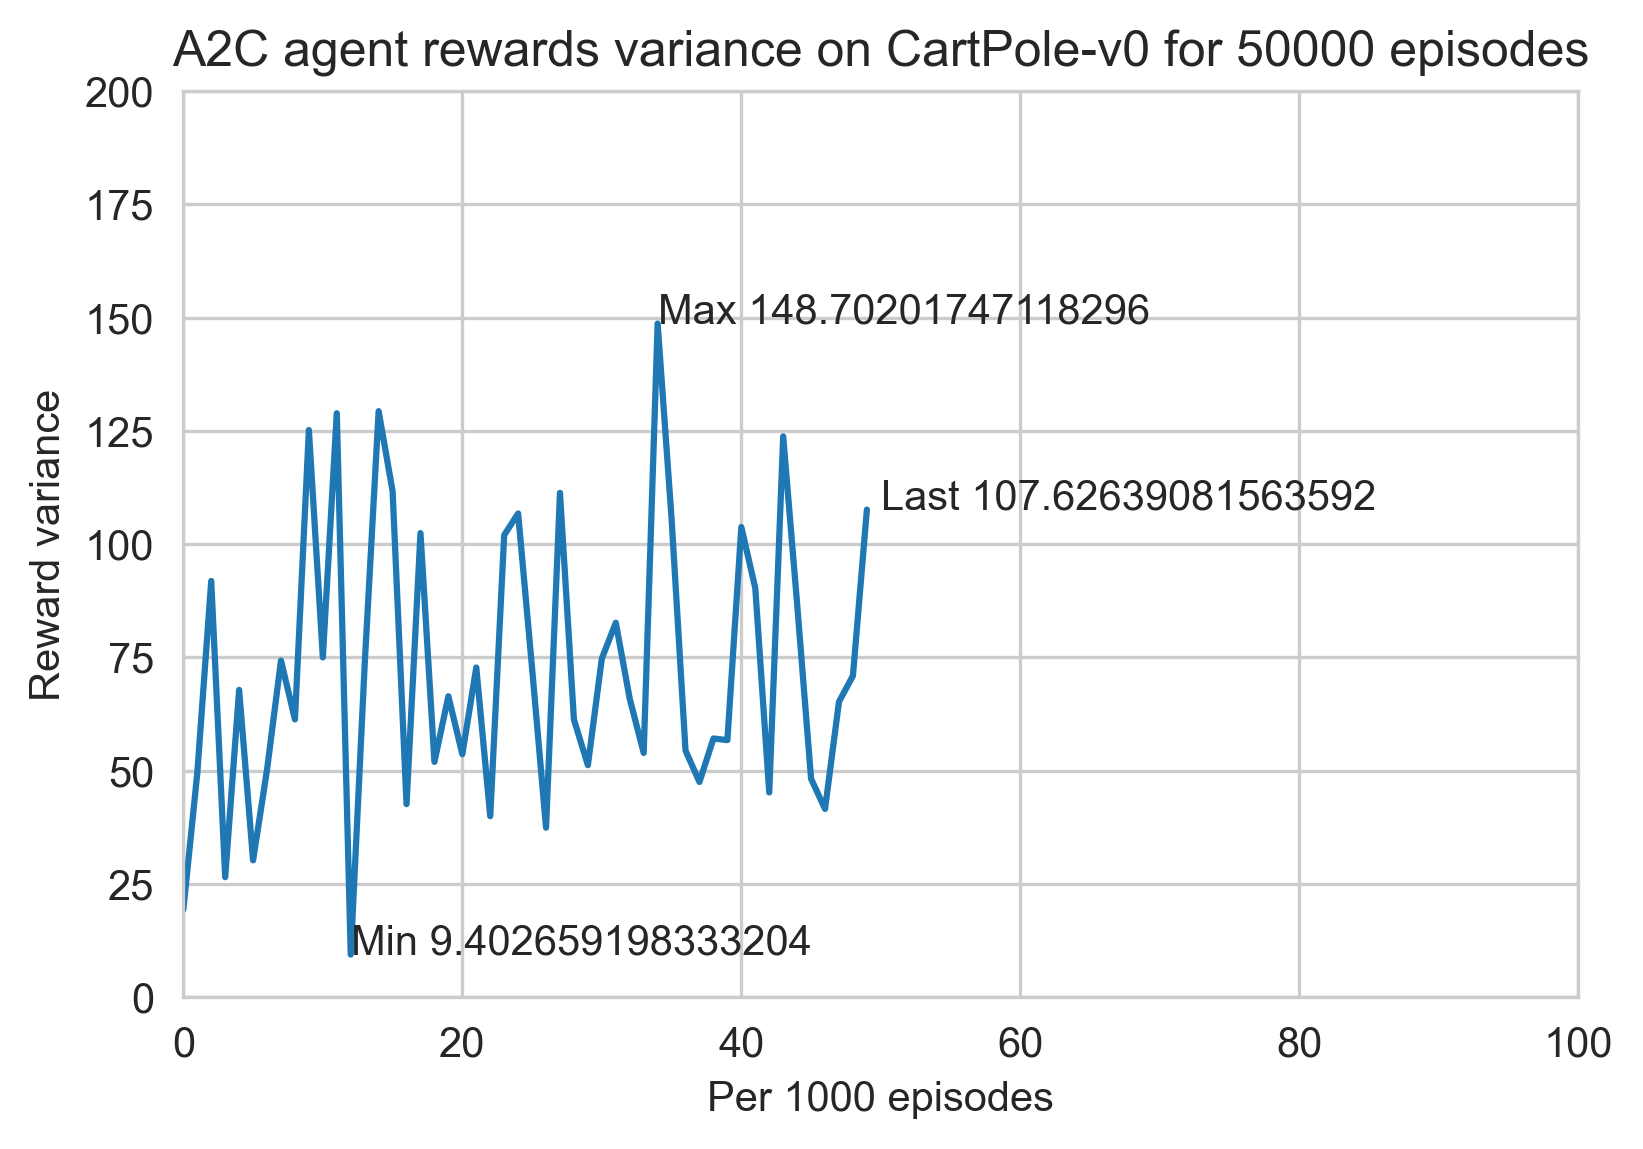 A2C agent rewards variance on CartPole-v0 for 50000 episodes
200
175
150
125
100
75
50
25
0
Reward variance
Max 148.70201747118296
Last 107.62639081563592
Min 9.402659198333204
0 20 40 60 80 100
Per 1000 episodes